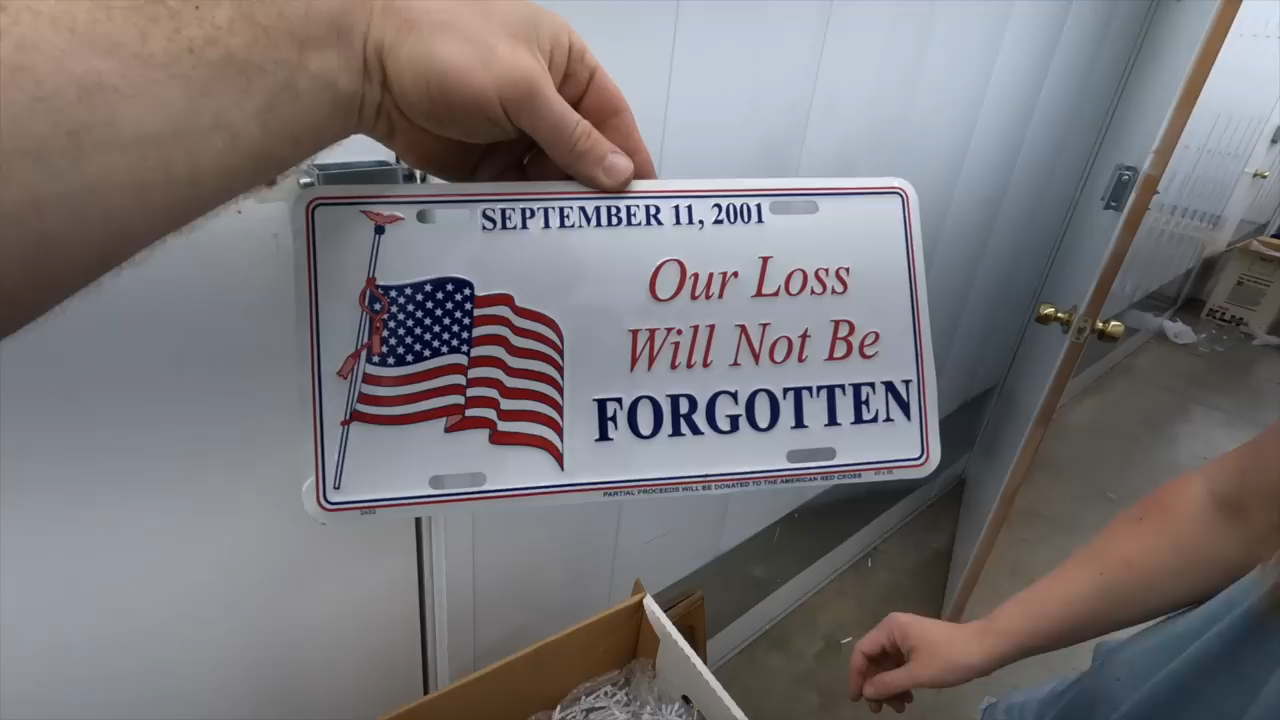 SEPTEMBER 11, 2001
Our Loss
Will Not Be
FORGOTTEN
PARTIAL PROCEEDS WILL BE DONATED TO THE AMERICAN RED CROSS
KLH